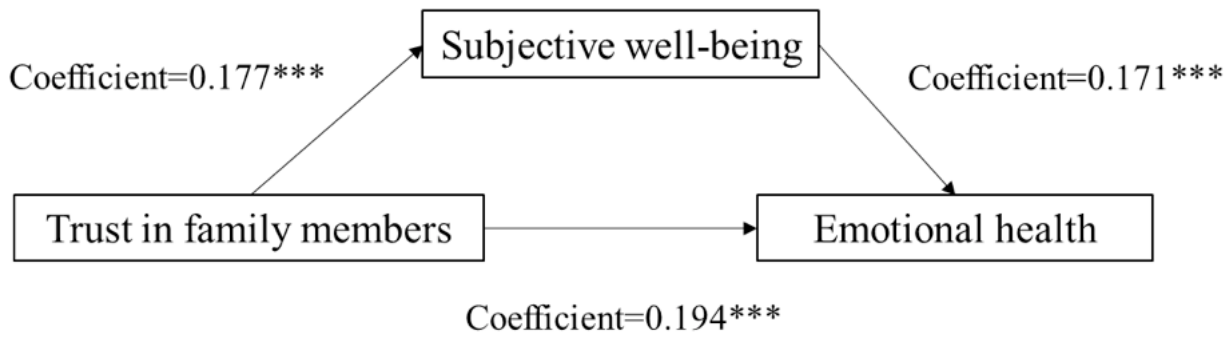 Subjective well-being
Coefficient=0.177***
Coefficient=0.171***
Trust in family members
Emotional health
Coefficient=0.194***